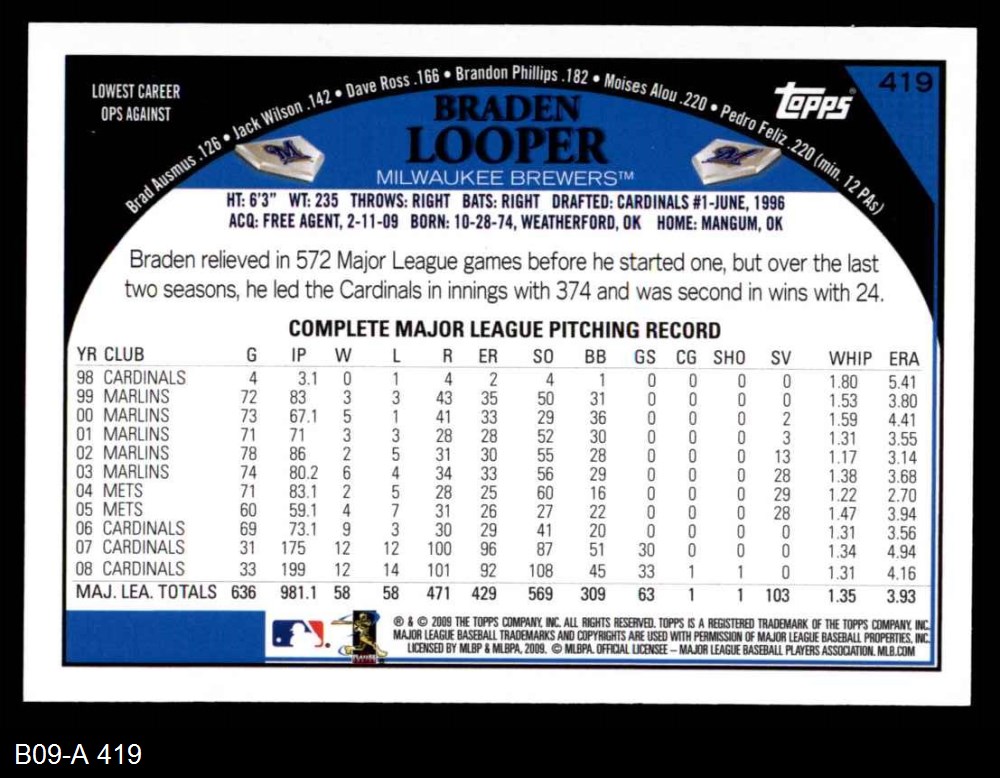 LOWEST CAREER
OPS AGAINST
Brad Ausmus .126 • Jack Wilson .142 • Dave Ross .166 • Brandon Phillips .182 • Moises Alou .220 • Pedro Feliz .220 (min. 12 PAs)
Topps
419
BRADEN
LOOPER
MILWAUKEE BREWERS™
HT: 6'3" WT: 235 THROWS: RIGHT BATS: RIGHT DRAFTED: CARDINALS #1-JUNE, 1996
ACQ: FREE AGENT, 2-11-09 BORN: 10-28-74, WEATHERFORD, OK HOME: MANGUM, OK
Braden relieved in 572 Major League games before he started one, but over the last
two seasons, he led the Cardinals in innings with 374 and was second in wins with 24.
COMPLETE MAJOR LEAGUE PITCHING RECORD
YR CLUB G IP W L R ER SO BB GS CG SHO SV WHIP ERA
98 CARDINALS 4 3.1 0 1 4 2 4 1 0 0 0 0 1.80 5.41
99 MARLINS 72 83 3 3 43 35 50 31 0 0 0 0 1.53 3.80
00 MARLINS 73 67.1 5 1 41 33 29 36 0 0 0 2 1.59 4.41
01 MARLINS 71 71 3 3 28 28 52 30 0 0 0 3 1.31 3.55
02 MARLINS 78 86 2 5 31 30 55 28 0 0 0 13 1.17 3.14
03 MARLINS 74 80.2 6 4 34 33 56 29 0 0 0 28 1.38 3.68
04 METS 71 83.1 2 5 28 25 60 16 0 0 0 29 1.22 2.70
05 METS 60 59.1 4 7 31 26 27 22 0 0 0 28 1.47 3.94
06 CARDINALS 69 73.1 9 3 30 29 41 20 0 0 0 0 1.31 3.56
07 CARDINALS 31 175 12 12 100 96 87 51 30 0 0 0 1.34 4.94
08 CARDINALS 33 199 12 14 101 92 108 45 33 1 1 0 1.31 4.16
MAJ. LEA. TOTALS 636 981.1 58 58 471 429 569 309 63 1 1 103 1.35 3.93
® & © 2009 THE TOPPS COMPANY, INC. ALL RIGHTS RESERVED. TOPPS IS A REGISTERED TRADEMARK OF THE TOPPS COMPANY, INC.
MAJOR LEAGUE BASEBALL TRADEMARKS AND COPYRIGHTS ARE USED WITH PERMISSION OF MAJOR LEAGUE BASEBALL PROPERTIES, INC.
LICENSED BY MLBP & MLBPA, 2009. © MLBPA. OFFICIAL LICENSEE – MAJOR LEAGUE BASEBALL PLAYERS ASSOCIATION. MLB.COM
B09-A 419